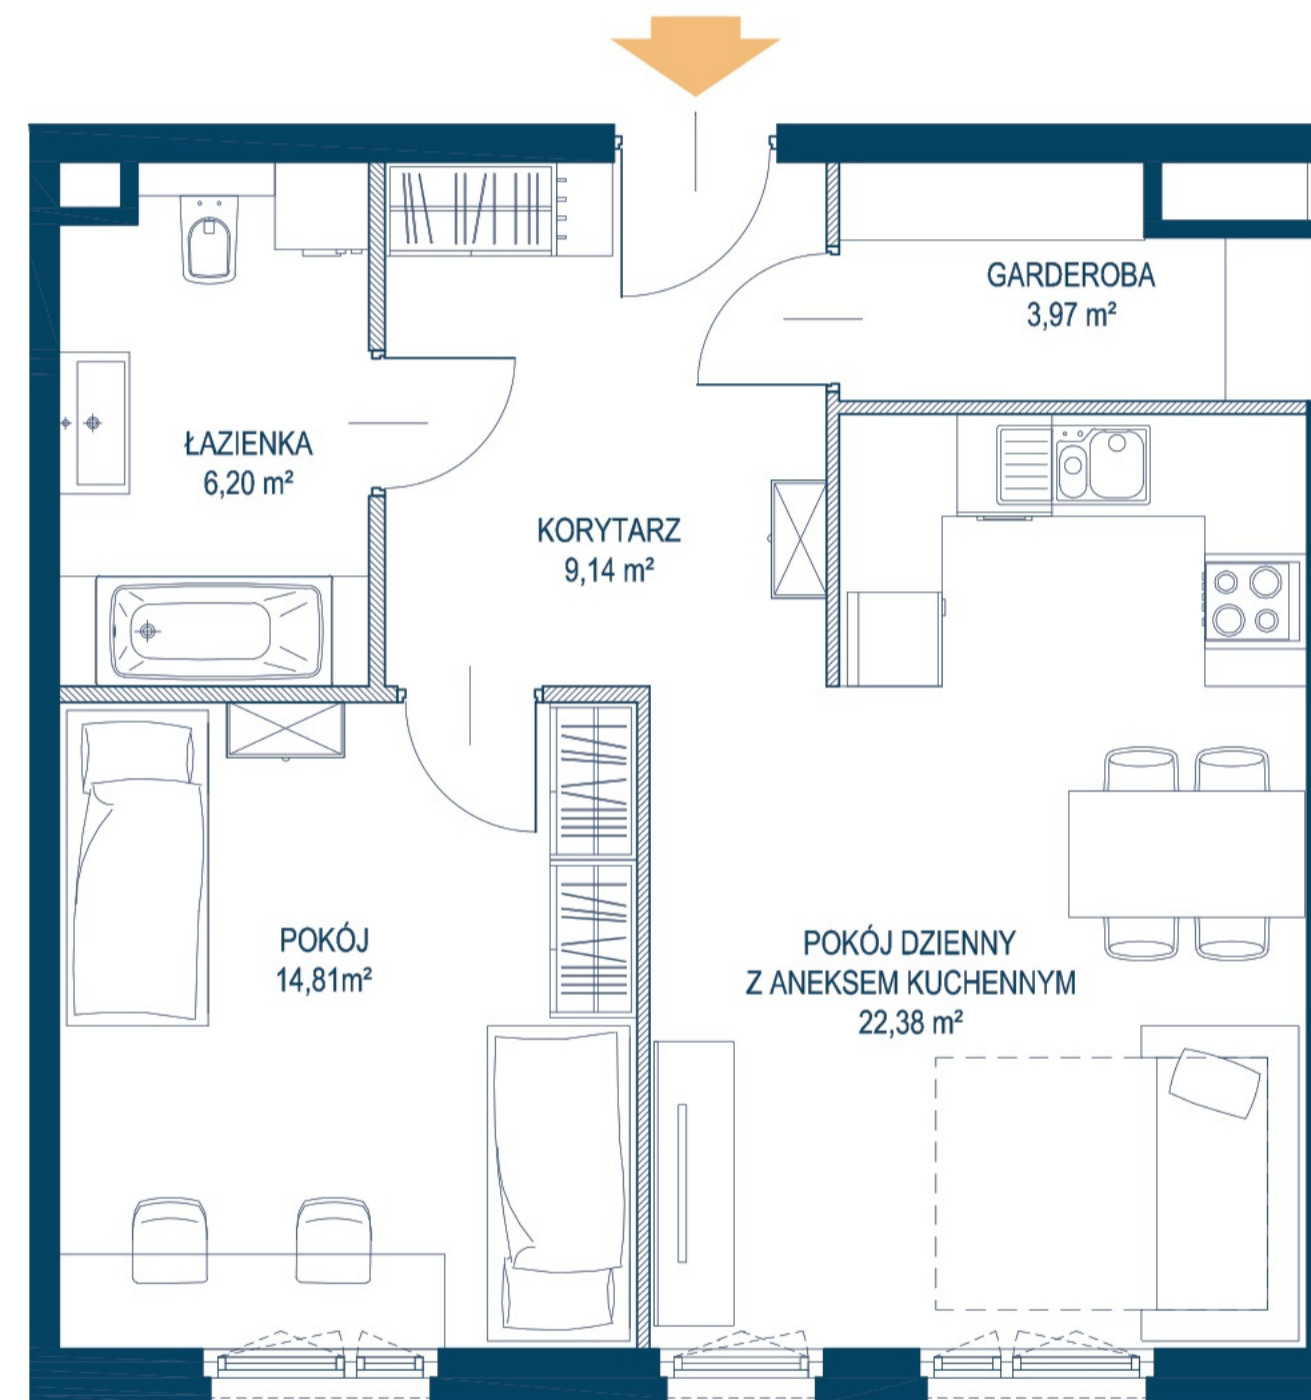 GARDEROBA
3,97 m²
ŁAZIENKA
6,20 m²
KORYTARZ
9,14 m²
POKÓJ
14,81m²
POKÓJ DZIENNY
Z ANEKSEM KUCHENNYM
22,38 m²